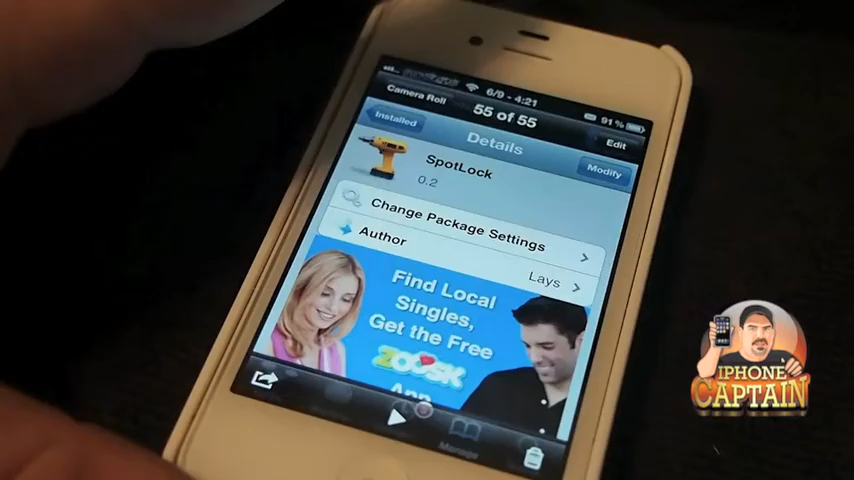 6/9 - 4:21
91 %
Camera Roll
55 of 55
Edit
Installed
Details
Modify
SpotLock
0.2
Change Package Settings
Author
Lays
Find Local
Singles,
Get the Free
zoosk
App
Manage
IPHONE
CAPTAIN